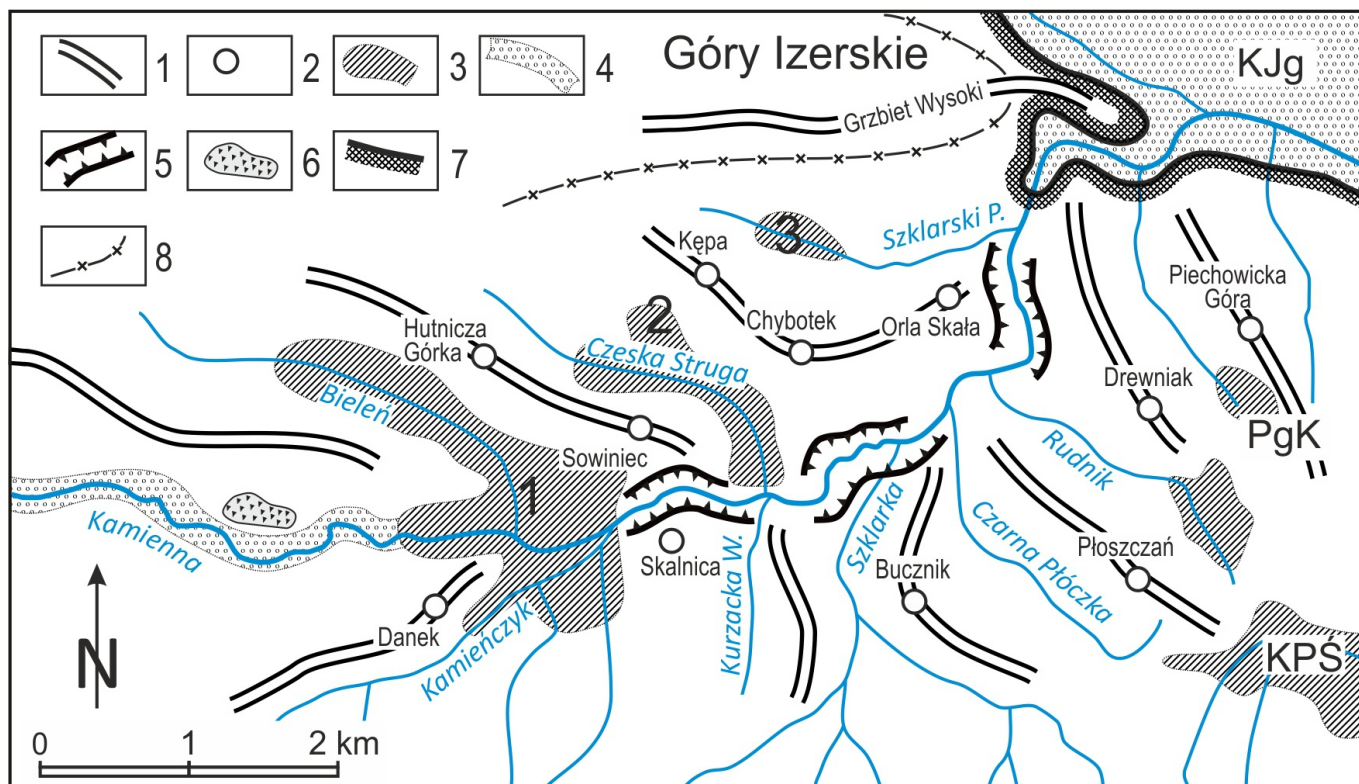 1
2
3
4
5
6
7
8
Góry Izerskie
KJg
Grzbiet Wysoki
3
Szklarski P.
Kępa
Chybotek
Orla Skała
Piechowicka
Góra
Drewniak
PgK
Hutnicza
Górka
2
Czeska Struga
Bieleń
Sowiniec
1
Rudnik
Kamienna
Skalnica
Kurzacka W.
Szklarka
Bucznik
Czarna Płóczka
Płoszczań
KPŚ
Danek
Kamieńczyk
N
0 1 2 km